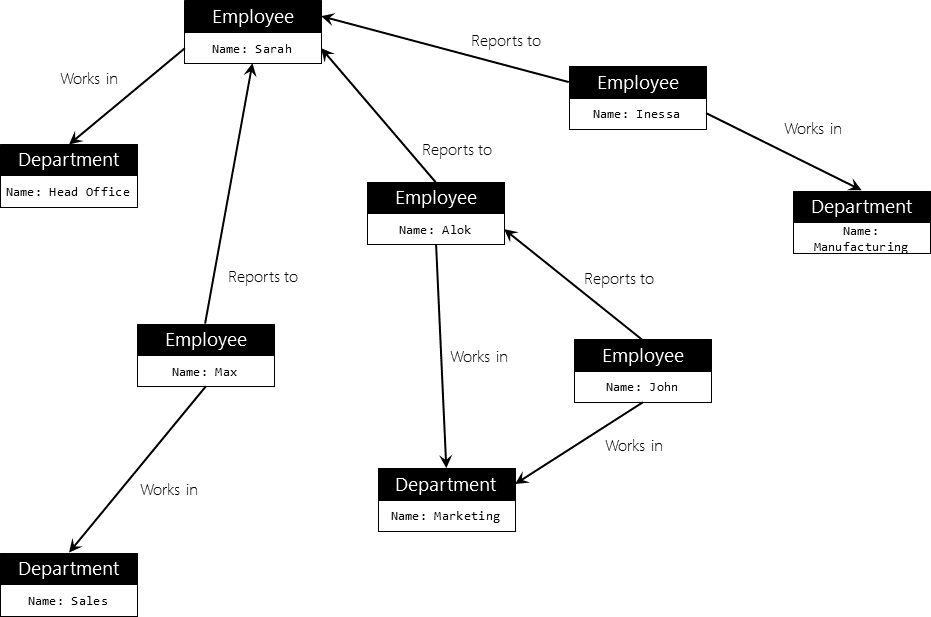 Employee
Name: Sarah
Reports to
Works in
Employee
Name: Inessa
Works in
Department
Name: Head Office
Reports to
Employee
Name: Alok
Department
Name:
Manufacturing
Reports to
Reports to
Employee
Name: Max
Works in
Employee
Name: John
Works in
Works in
Department
Name: Marketing
Department
Name: Sales